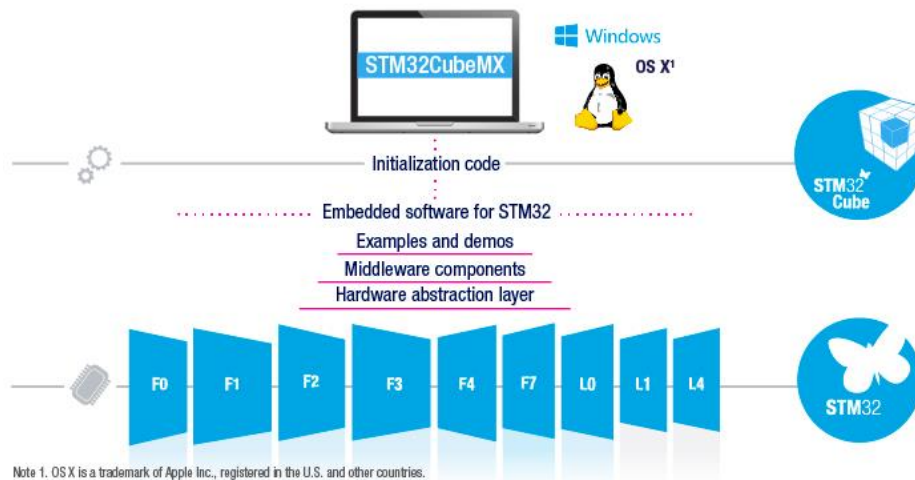 STM32CubeMX
Windows
OS X¹
Initialization code
STM32
Cube
Embedded software for STM32
Examples and demos
Middleware components
Hardware abstraction layer
F0 F1 F2 F3 F4 F7 L0 L1 L4
STM32
Note 1. OS X is a trademark of Apple Inc., registered in the U.S. and other countries.